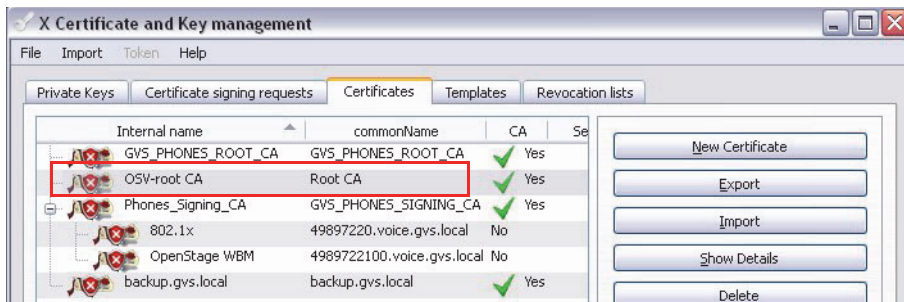 X Certificate and Key management
File Import Token Help
Private Keys Certificate signing requests Certificates Templates Revocation lists
Internal name commonName CA Se
GVS_PHONES_ROOT_CA GVS_PHONES_ROOT_CA Yes
OSV-root CA Root CA Yes
Phones_Signing_CA GVS_PHONES_SIGNING_CA Yes
802.1x 49897220.voice.gvs.local No
OpenStage WBM 4989722100.voice.gvs.local No
backup.gvs.local backup.gvs.local Yes
New Certificate
Export
Import
Show Details
Delete